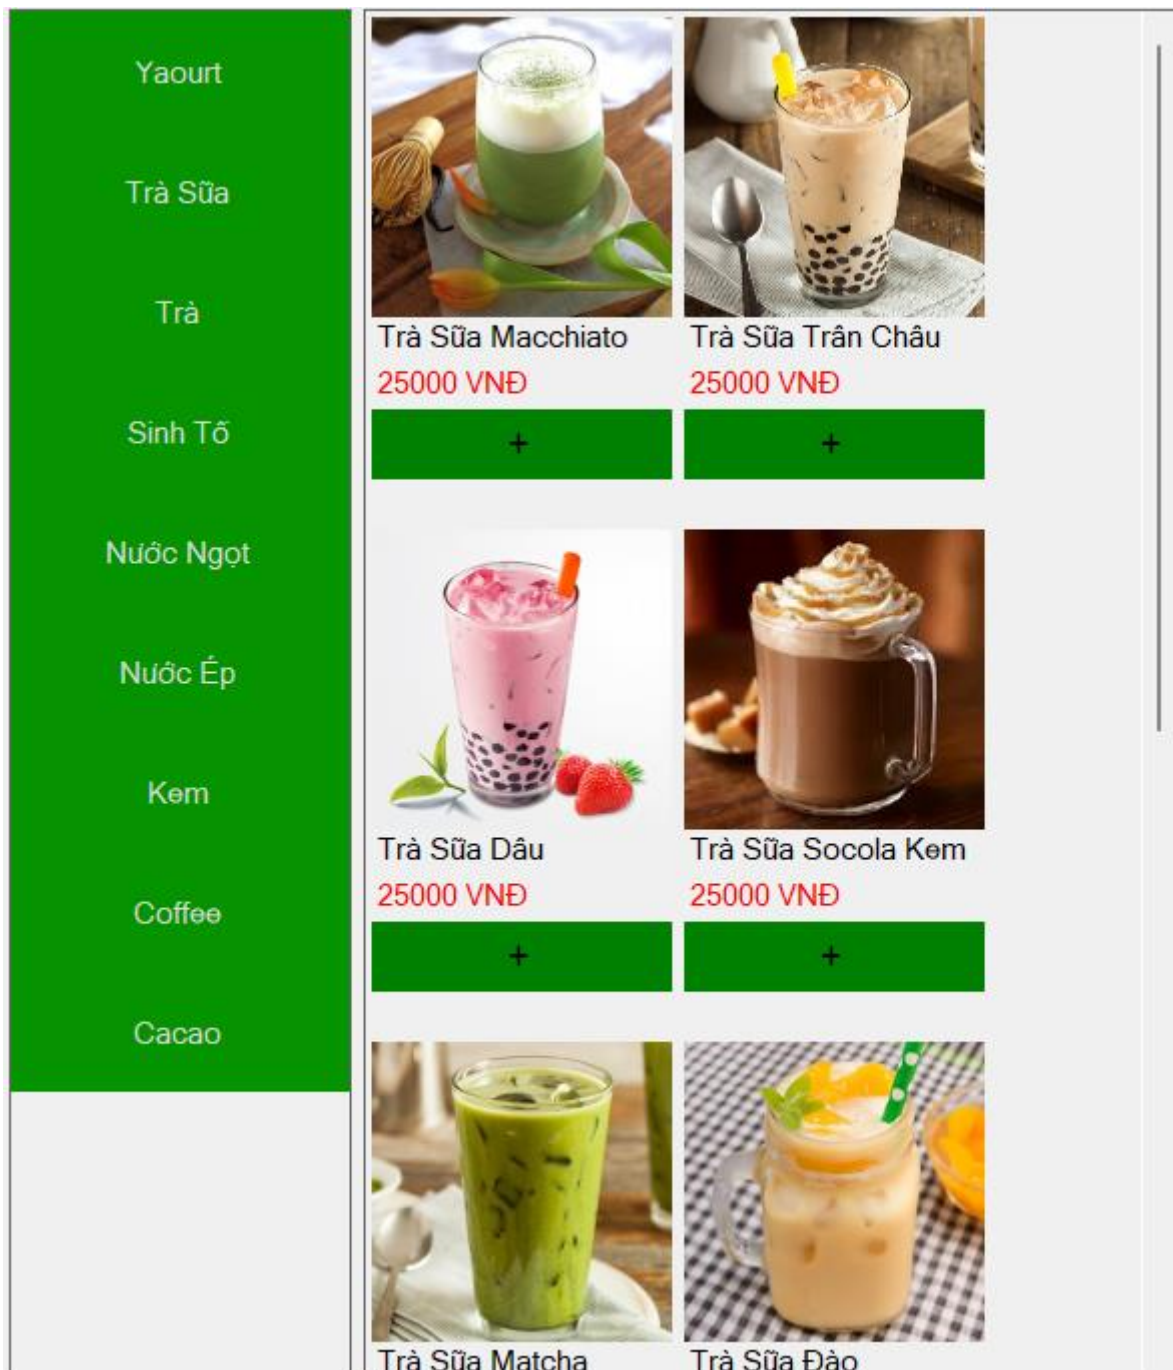 Yaourt
Trà Sữa
Trà
Sinh Tố
Nước Ngọt
Nước Ép
Kem
Coffee
Cacao
Trà Sữa Macchiato
25000 VNĐ
+
Trà Sữa Trân Châu
25000 VNĐ
+
Trà Sữa Dâu
25000 VNĐ
+
Trà Sữa Socola Kem
25000 VNĐ
+
Trà Sữa Matcha
Trà Sữa Đào